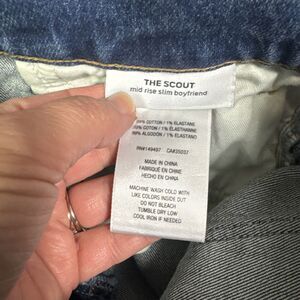 THE SCOUT
mid rise slim boyfriend
99% COTTON / 1% ELASTANE
99% COTON / 1% ÉLASTHANNE
99% ALGODÓN / 1% ELASTANO
RN#149497 CA#35037
MADE IN CHINA
FABRIQUÉ EN CHINE
HECHO EN CHINA
MACHINE WASH COLD WITH
LIKE COLORS INSIDE OUT
DO NOT BLEACH
TUMBLE DRY LOW
COOL IRON IF NEEDED